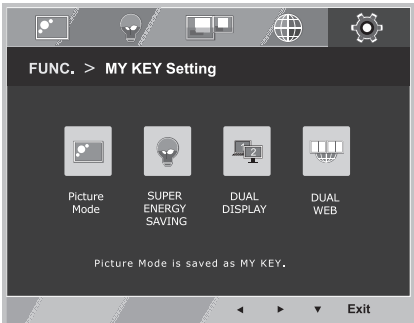 FUNC. > MY KEY Setting
2
Picture
Mode
SUPER
ENERGY
SAVING
DUAL
DISPLAY
DUAL
WEB
Picture Mode is saved as MY KEY.
Exit